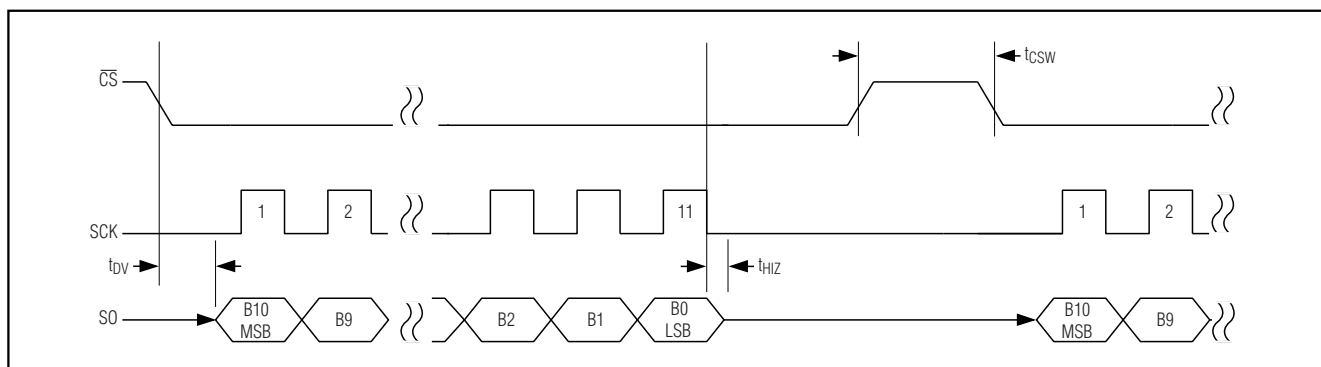 tCSW
CS
1 2 11 1 2
SCK
tDV tHIZ
SO
B10 MSB B9 B2 B1 B0 LSB B10 MSB B9